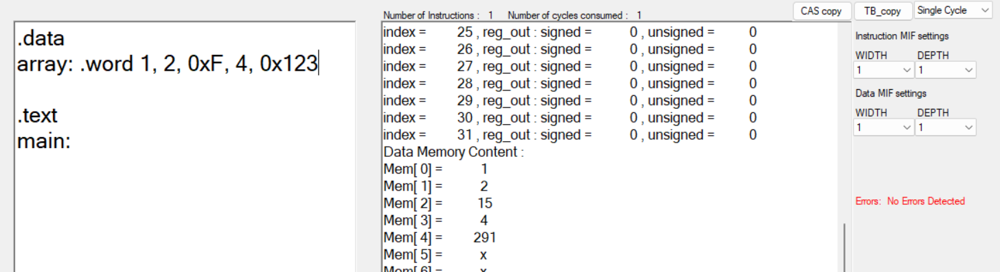 .data
array: .word 1, 2, 0xF, 4, 0x123
.text
main:
Number of Instructions : 1 Number of cycles consumed : 1
index = 25 , reg_out : signed = 0 , unsigned = 0
index = 26 , reg_out : signed = 0 , unsigned = 0
index = 27 , reg_out : signed = 0 , unsigned = 0
index = 28 , reg_out : signed = 0 , unsigned = 0
index = 29 , reg_out : signed = 0 , unsigned = 0
index = 30 , reg_out : signed = 0 , unsigned = 0
index = 31 , reg_out : signed = 0 , unsigned = 0
Data Memory Content :
Mem[ 0] = 1
Mem[ 1] = 2
Mem[ 2] = 15
Mem[ 3] = 4
Mem[ 4] = 291
Mem[ 5] = x
Mem[ 6] = x
CAS copy TB_copy Single Cycle
Instruction MIF settings
WIDTH DEPTH
1 1
Data MIF settings
WIDTH DEPTH
1 1
Errors: No Errors Detected